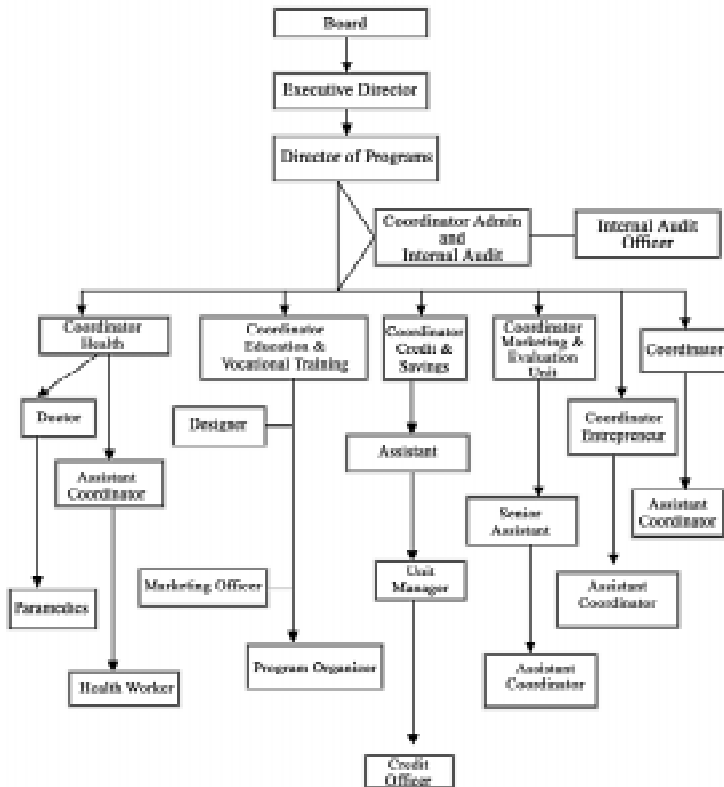 Board
Executive Director
Director of Programs
Coordinator Admin
and
Internal Audit
Internal Audit
Officer
Coordinator
Health
Coordinator
Education &
Vocational Training
Coordinator
Credit &
Savings
Coordinator
Marketing &
Evaluation
Unit
Coordinator
Doctor
Designer
Coordinator
Entrepreneur
Assistant
Assistant
Coordinator
Assistant
Coordinator
Senior
Assistant
Marketing Officer
Unit
Manager
Assistant
Coordinator
Paramedics
Program Organizer
Health Worker
Assistant
Coordinator
Credit
Officer